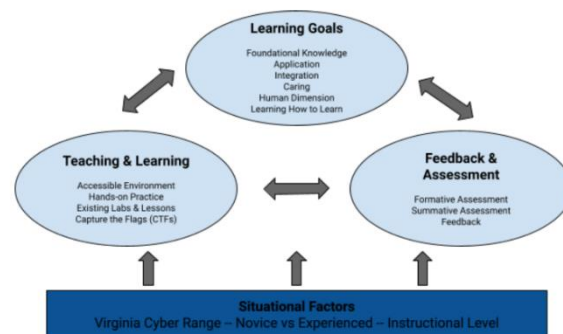 Learning Goals
Foundational Knowledge
Application
Integration
Caring
Human Dimension
Learning How to Learn
Teaching & Learning
Accessible Environment
Hands-on Practice
Existing Labs & Lessons
Capture the Flags (CTFs)
Feedback &
Assessment
Formative Assessment
Summative Assessment
Feedback
Situational Factors
Virginia Cyber Range – Novice vs Experienced – Instructional Level